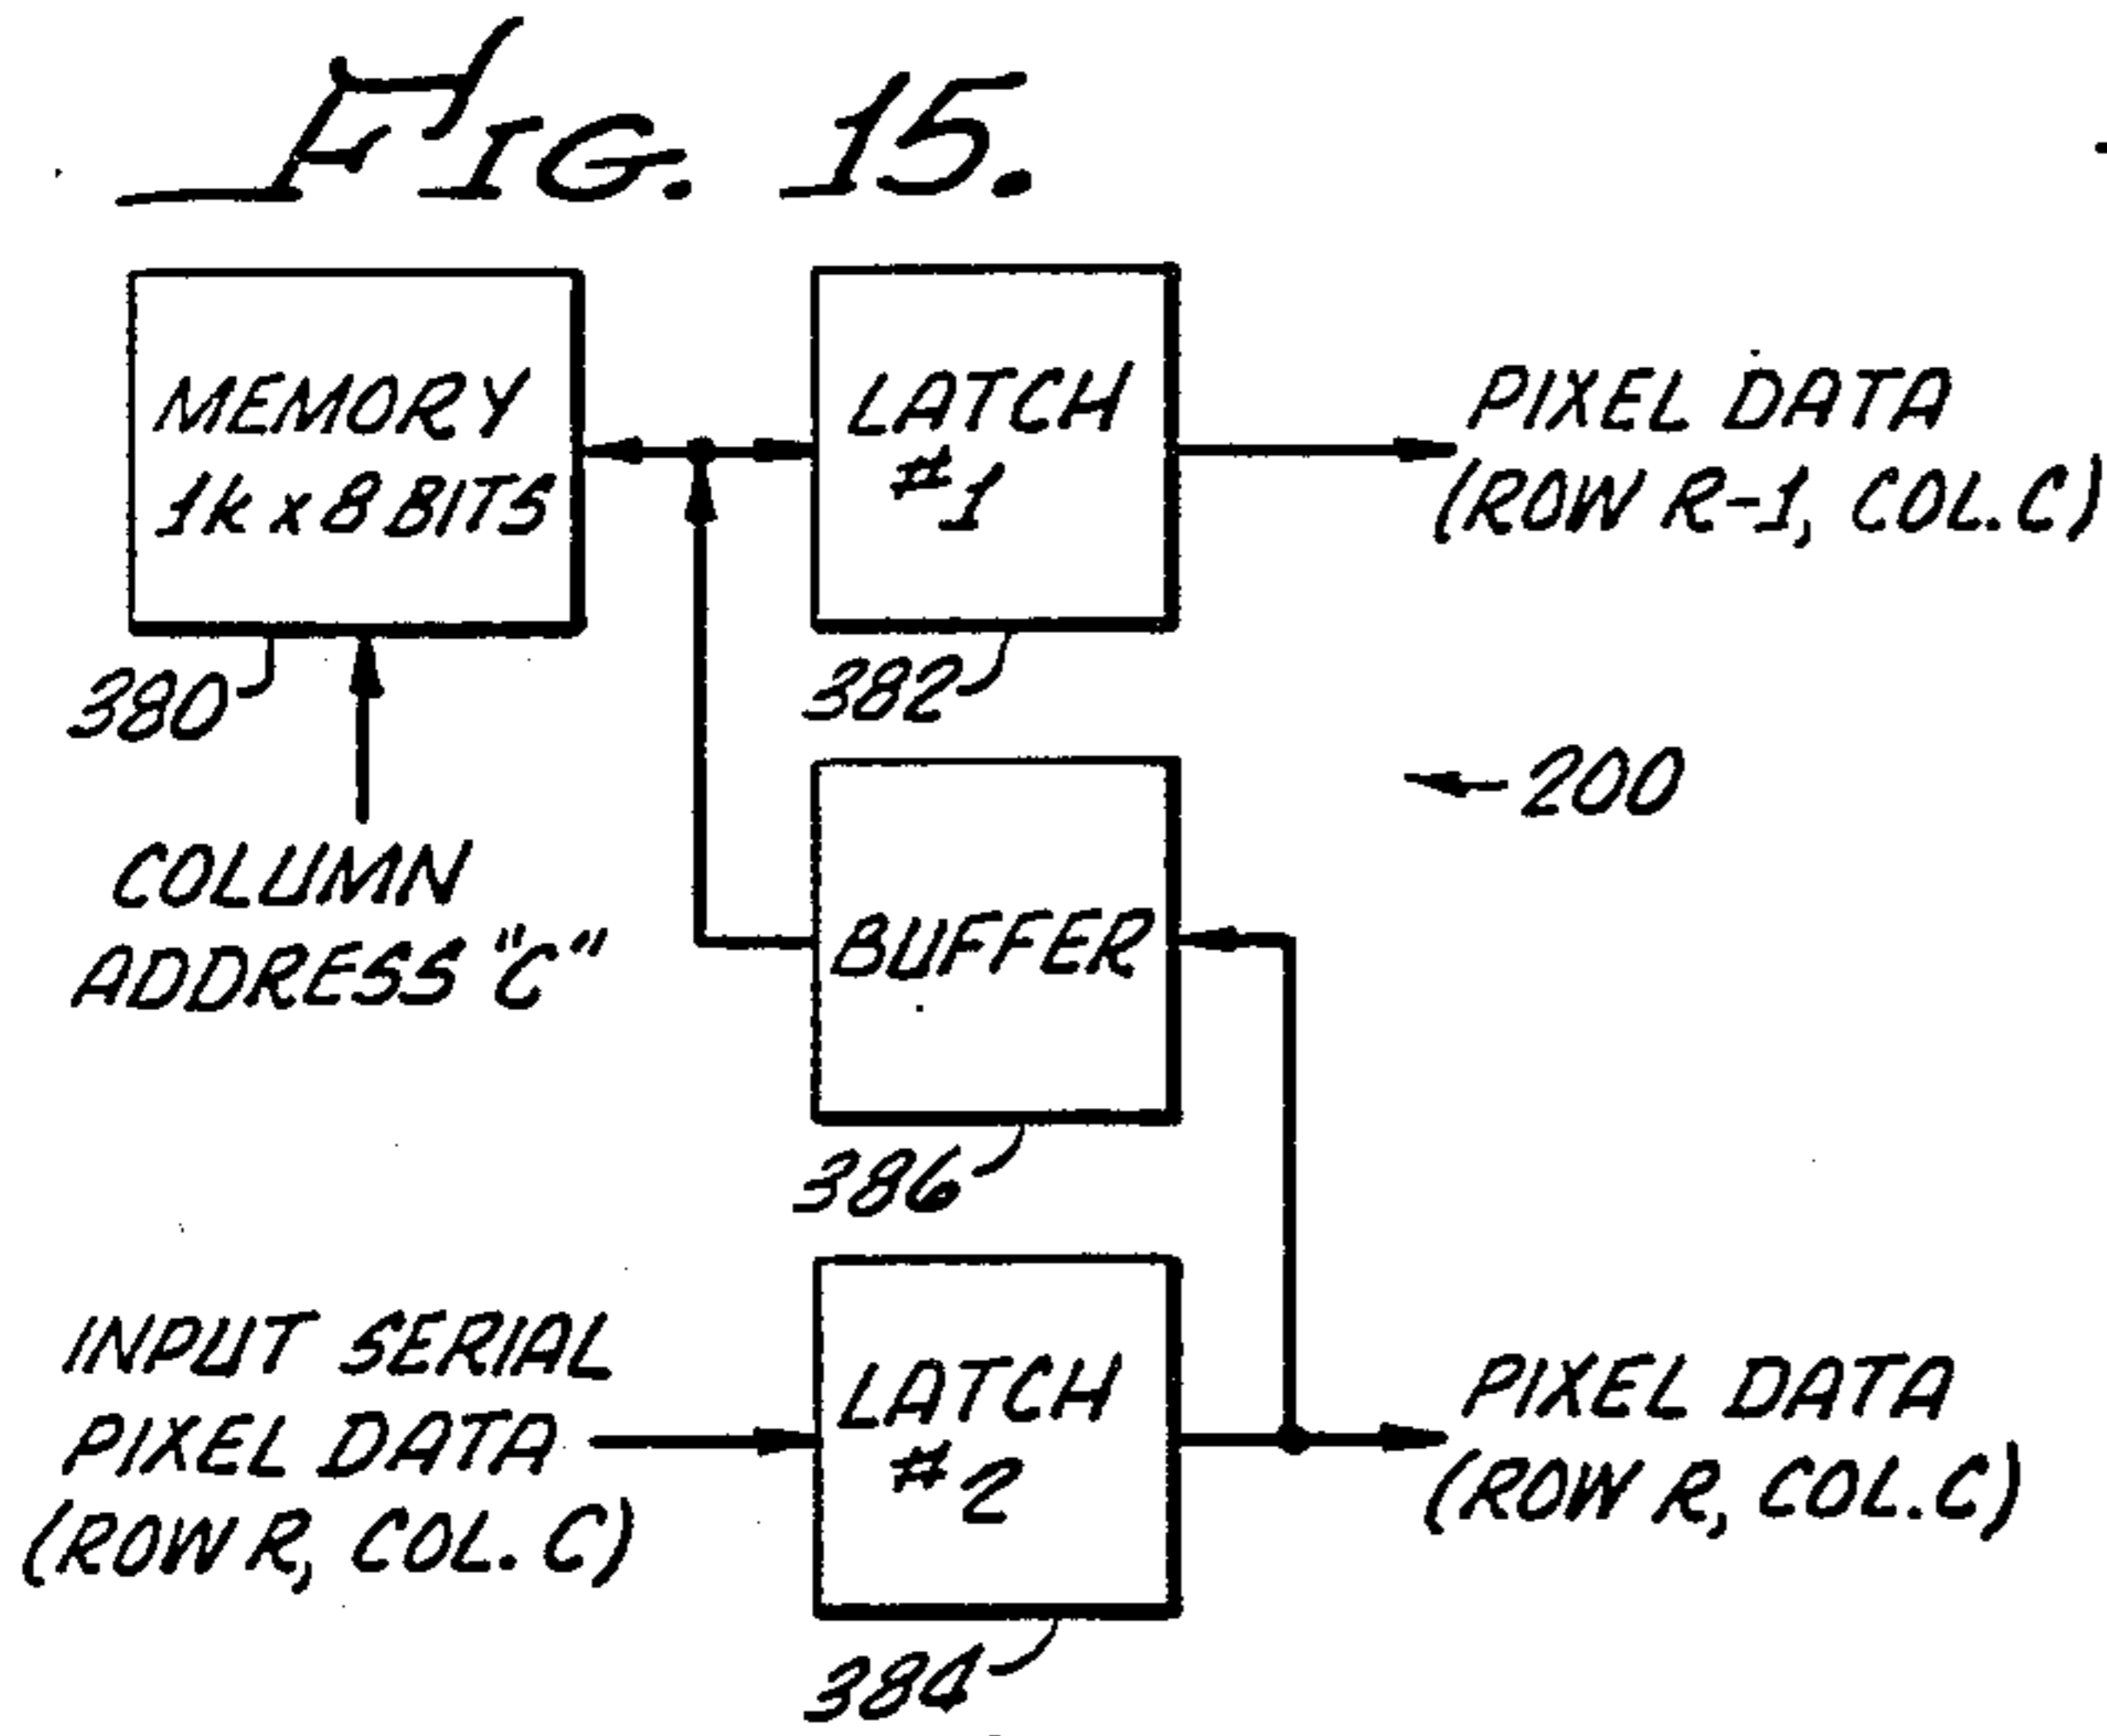 FIG. 15.
MEMORY
1k x 8 BITS
380
COLUMN
ADDRESS "C"
LATCH
#1
382
PIXEL DATA
(ROW R-1, COL. C)
200
BUFFER
386
INPUT SERIAL
PIXEL DATA
(ROW R, COL. C)
LATCH
#2
384
PIXEL DATA
(ROW R, COL. C)